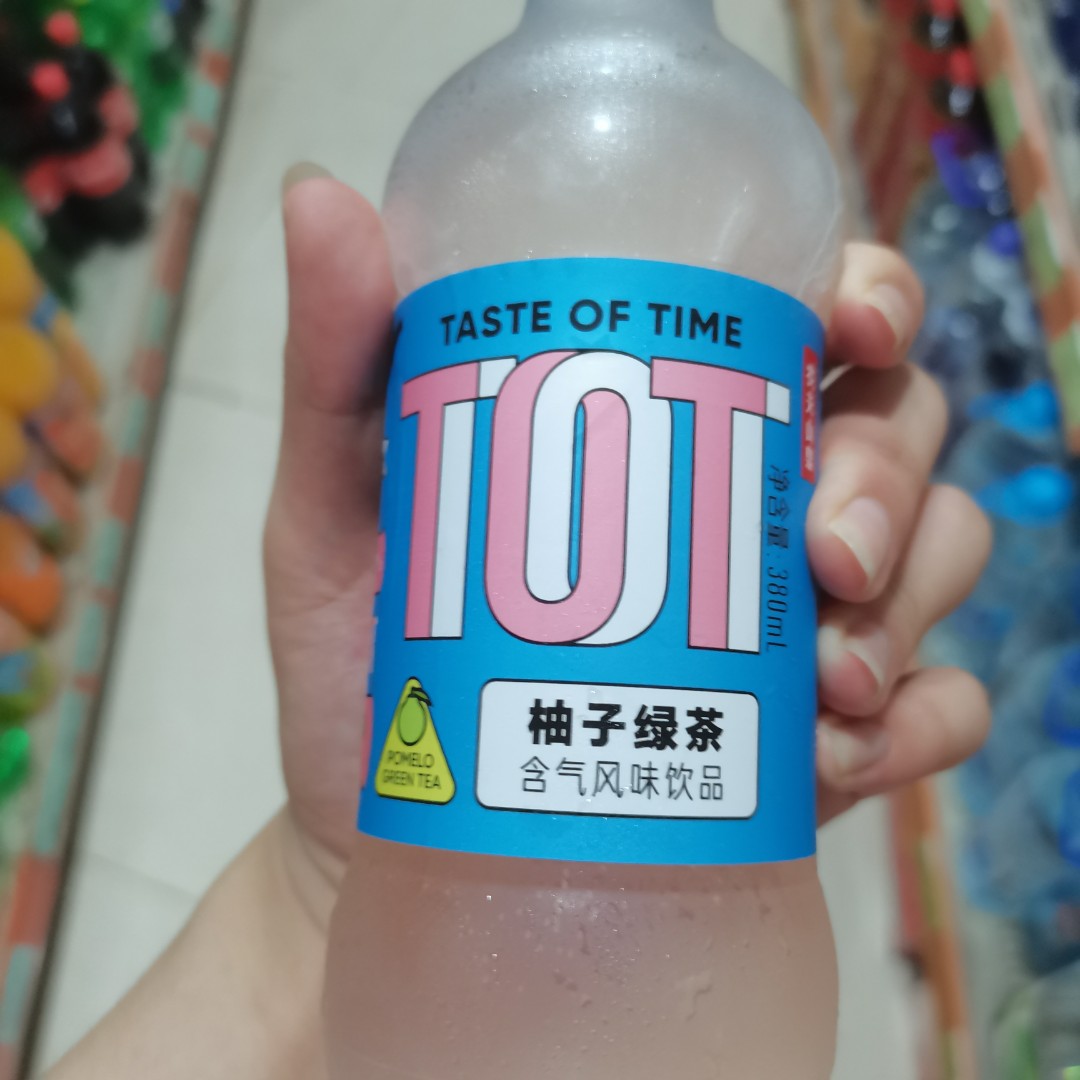 TASTE OF TIME
TOT
净含量:380mL
POMELO
GREEN TEA
柚子绿茶
含气风味饮品